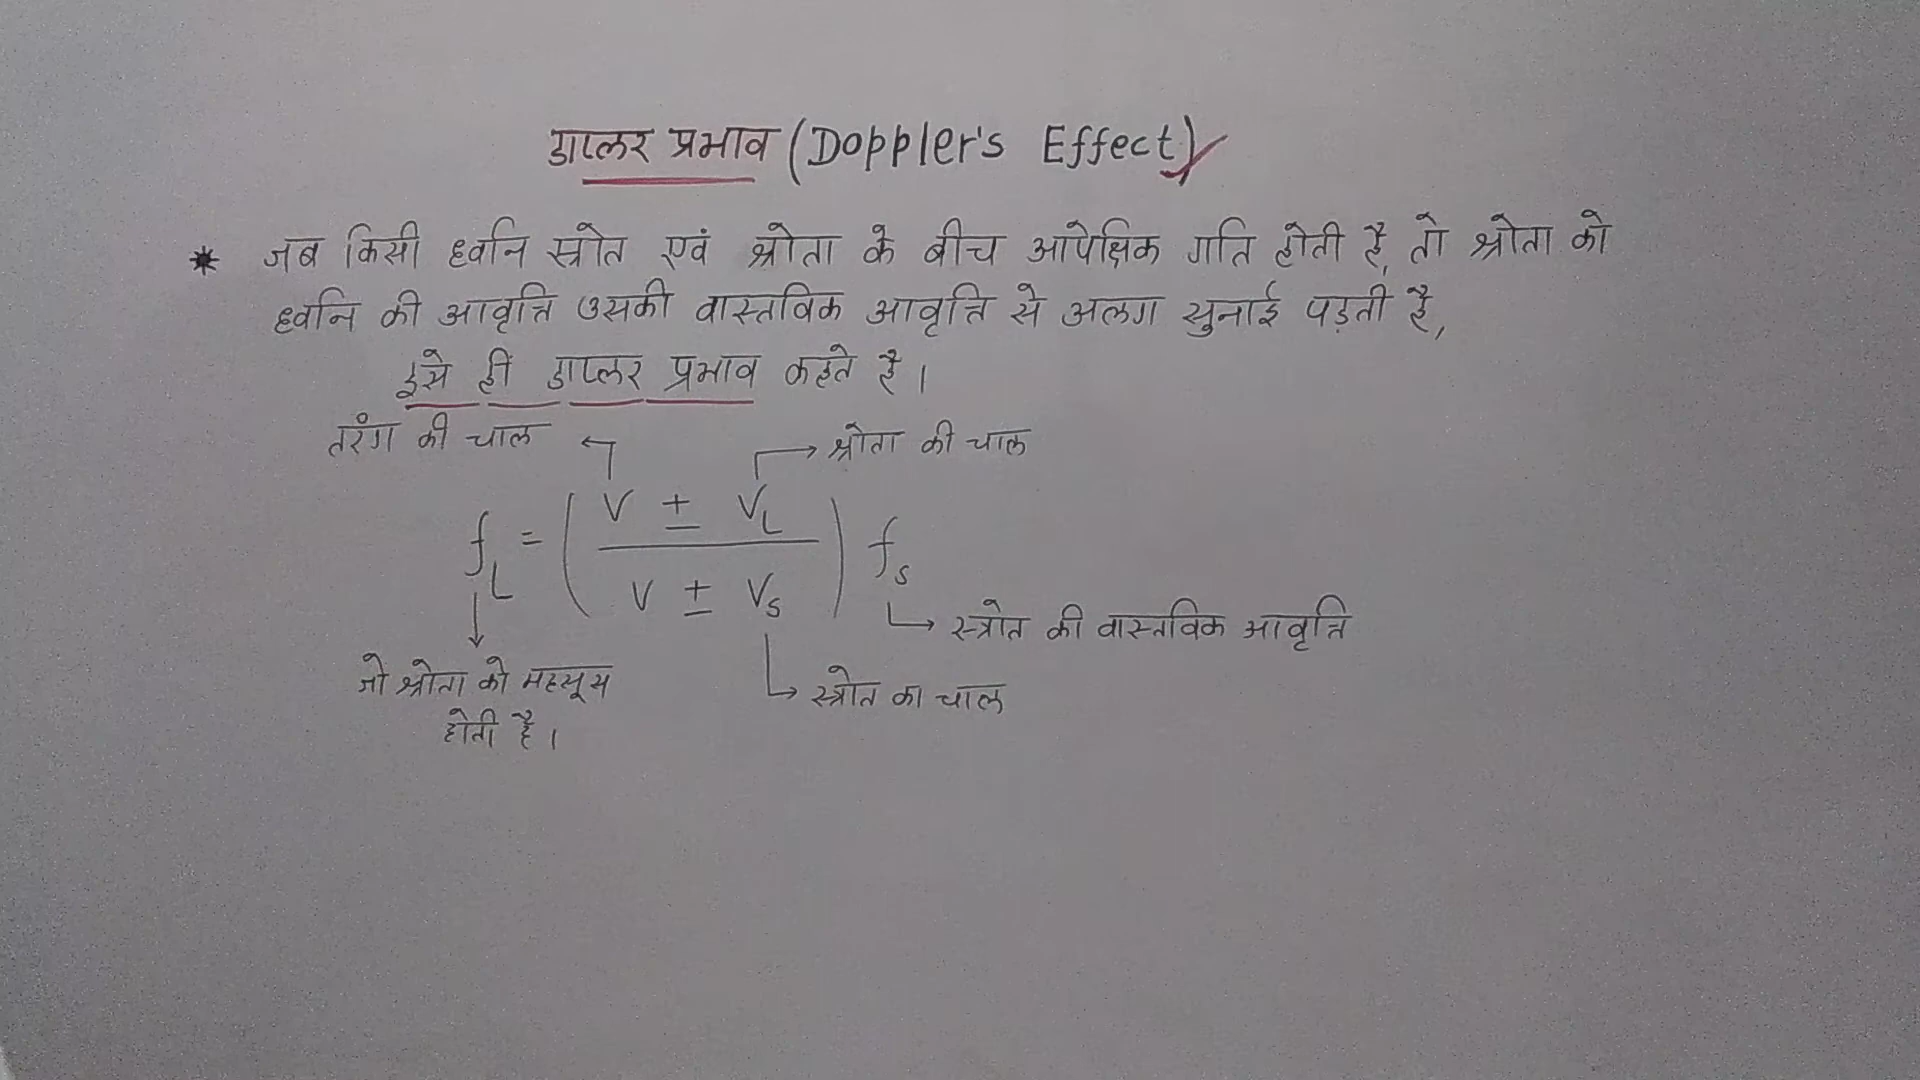 डाप्लर प्रभाव (Doppler's Effect)
* जब किसी ध्वनि स्त्रोत एवं श्रोता के बीच आपेक्षिक गति होती है, तो श्रोता को
ध्वनि की आवृत्ति उसकी वास्तविक आवृत्ति से अलग सुनाई पड़ती है,
इसे ही डाप्लर प्रभाव कहते है।
तरंग की चाल ← → श्रोता की चाल
f_L = ( (V ± V_L) / (V ± V_s) ) f_s
→ स्त्रोत की वास्तविक आवृत्ति
जो श्रोता को महसूस
होती है।
→ स्त्रोत का चाल